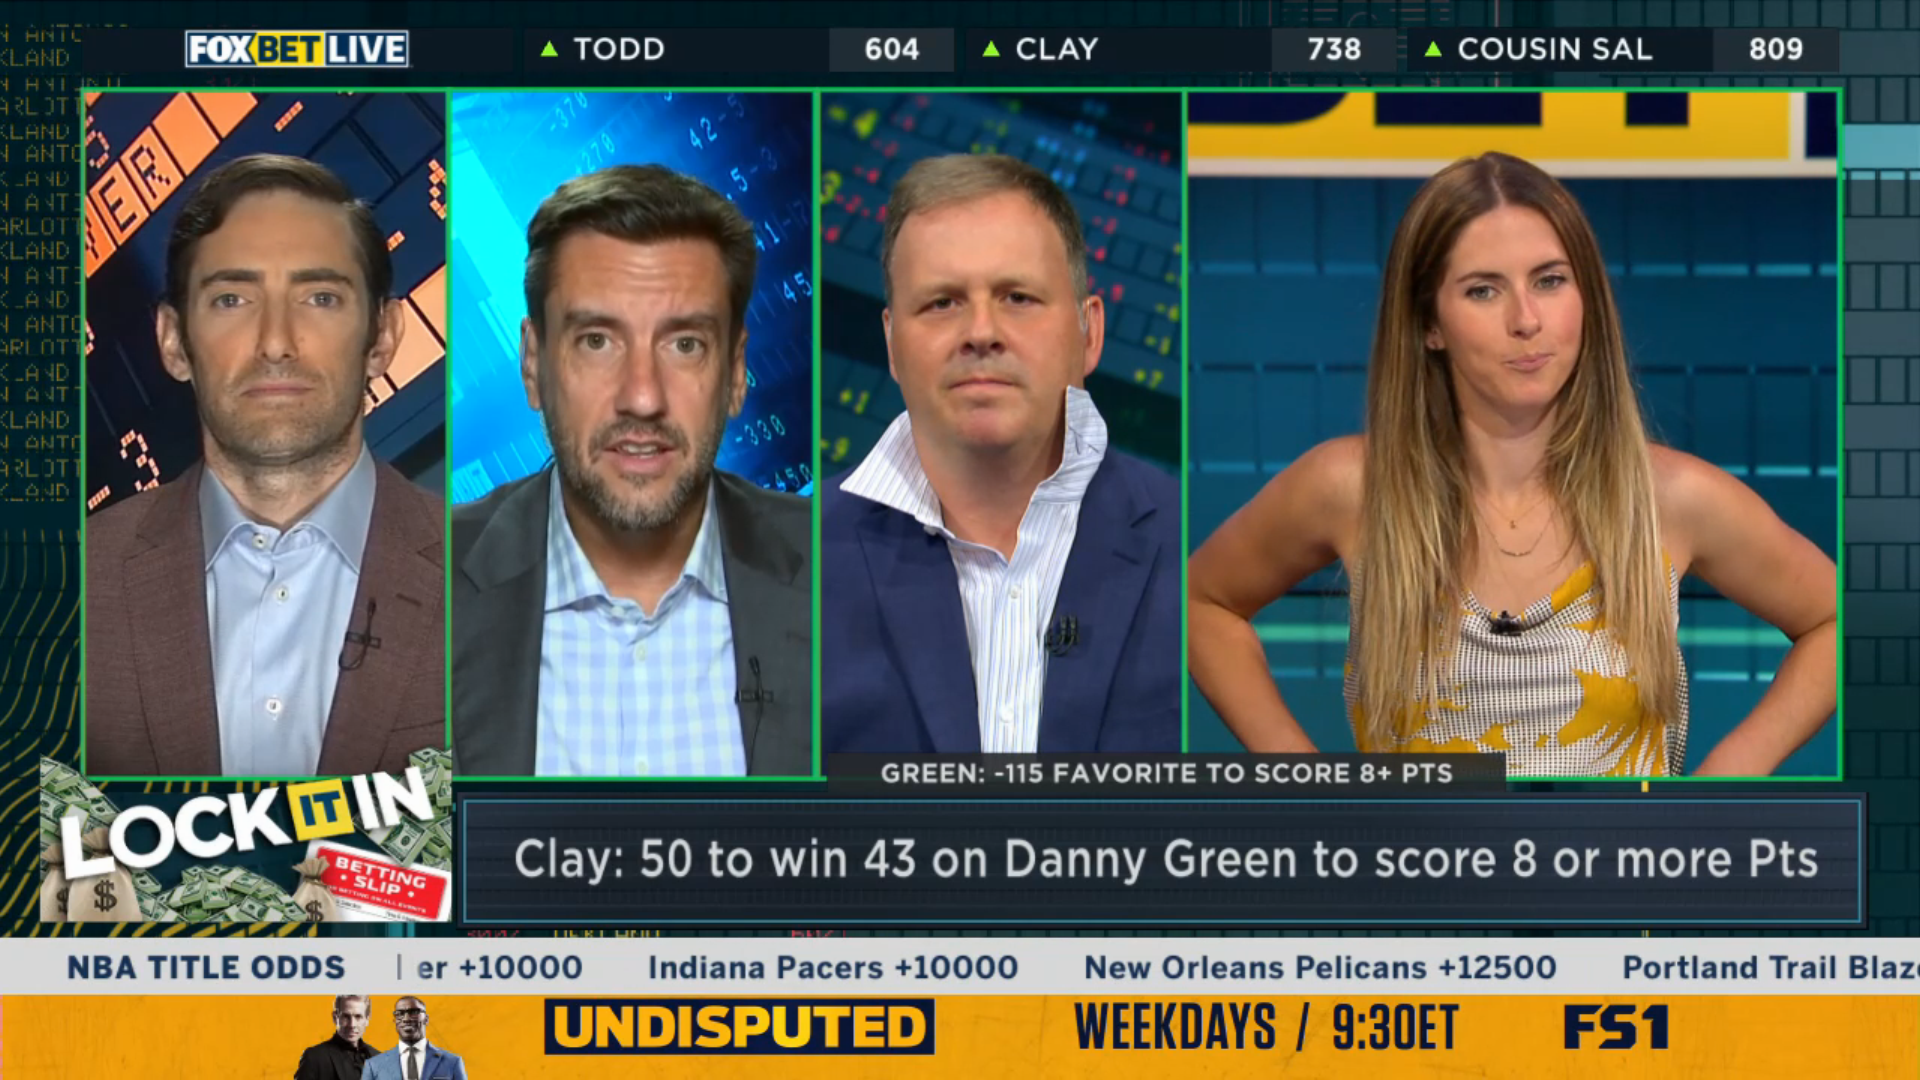 FOX BET LIVE
▲ TODD 604 ▲ CLAY 738 ▲ COUSIN SAL 809
GREEN: -115 FAVORITE TO SCORE 8+ PTS
LOCK IT IN
BETTING
• SLIP •
Clay: 50 to win 43 on Danny Green to score 8 or more Pts
NBA TITLE ODDS | er +10000 Indiana Pacers +10000 New Orleans Pelicans +12500 Portland Trail Blaz
UNDISPUTED WEEKDAYS / 9:30ET FS1